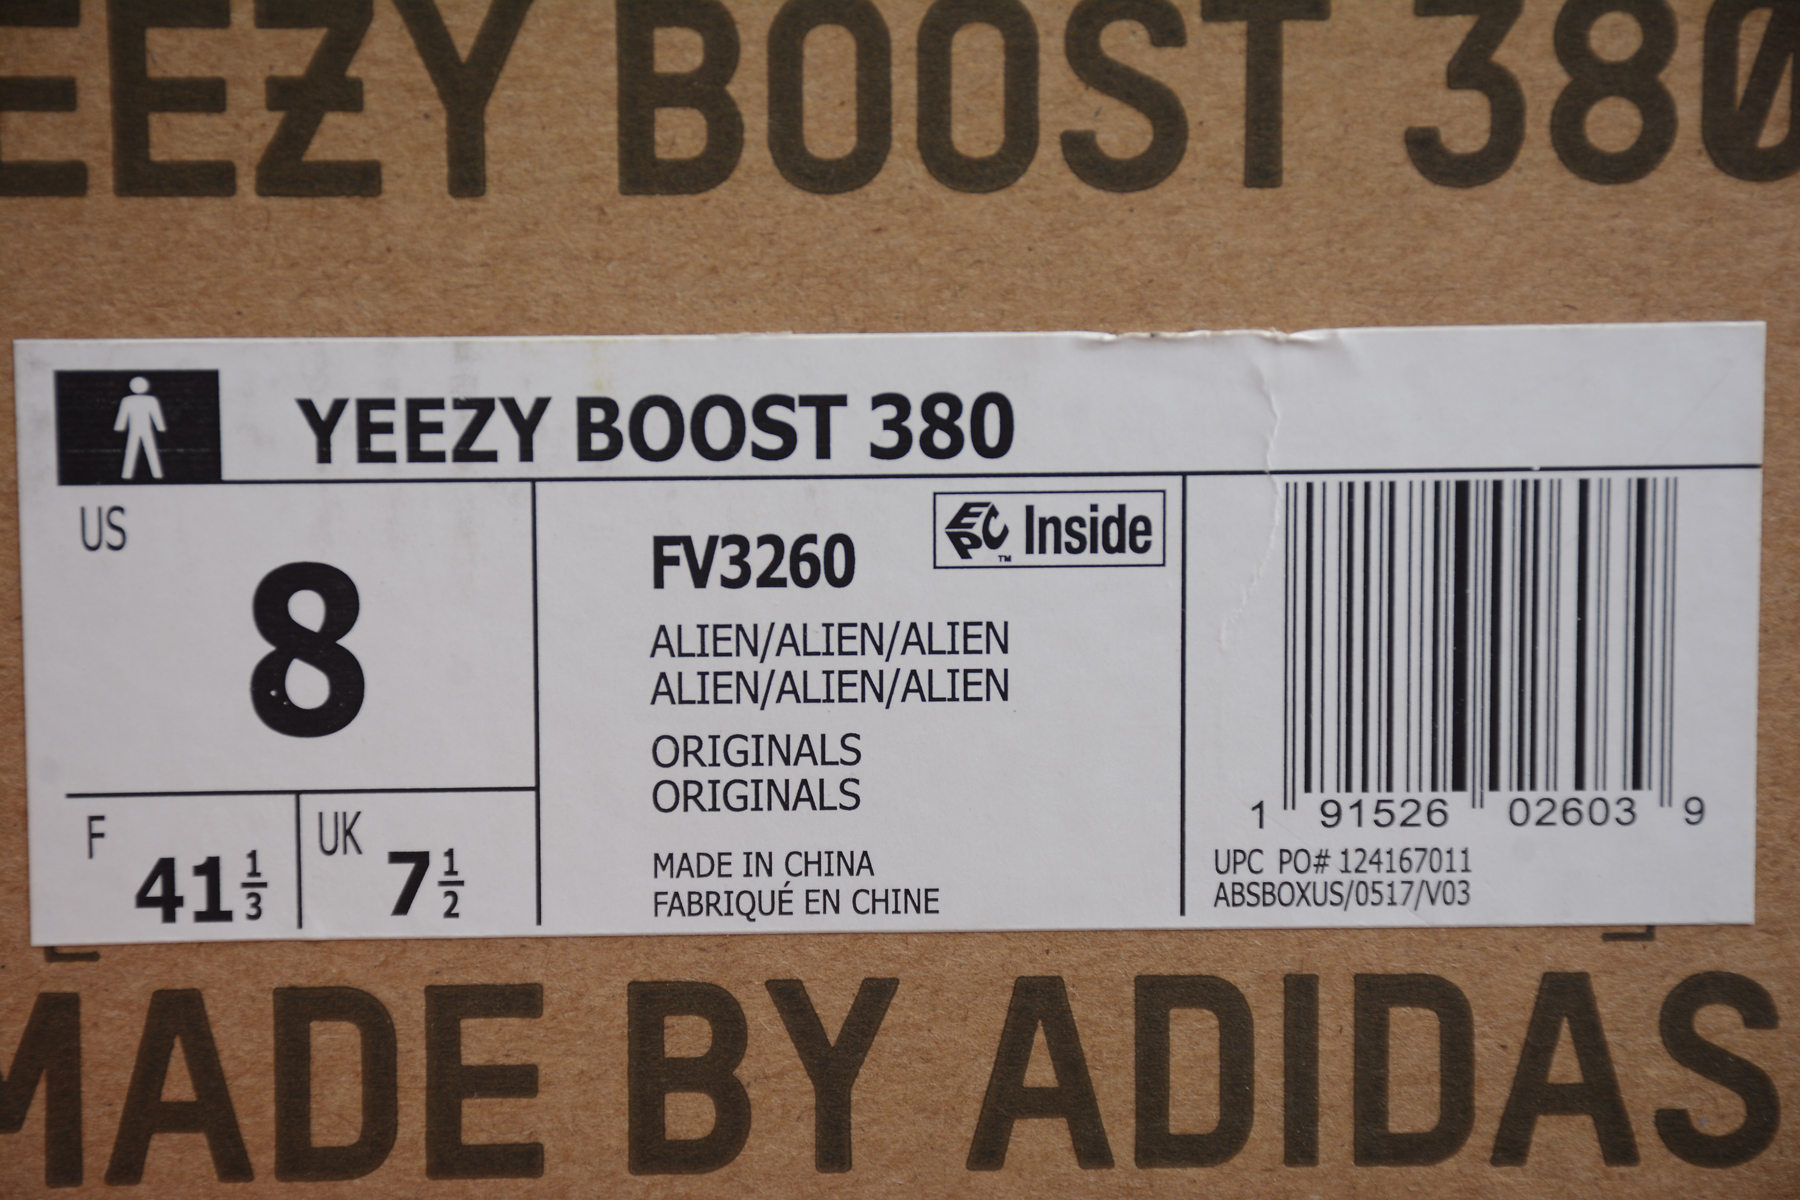 EEZY BOOST 380
YEEZY BOOST 380
US
8
F
41 1/3
UK
7 1/2
FV3260
EPC™ Inside
ALIEN/ALIEN/ALIEN
ALIEN/ALIEN/ALIEN
ORIGINALS
ORIGINALS
MADE IN CHINA
FABRIQUÉ EN CHINE
1 91526 02603 9
UPC PO# 124167011
ABSBOXUS/0517/V03
MADE BY ADIDAS